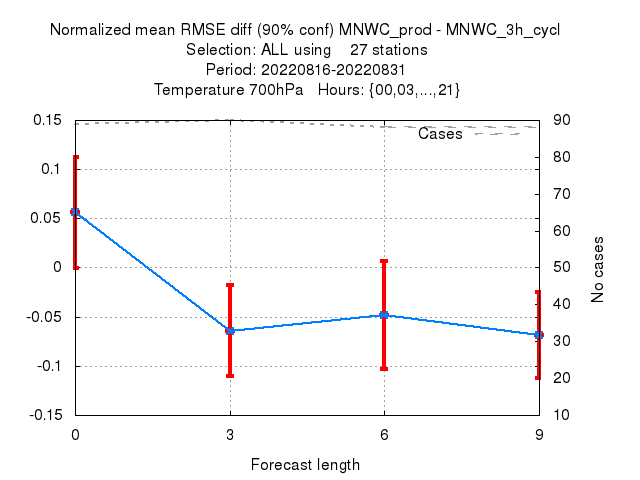 Normalized mean RMSE diff (90% conf) MNWC_prod - MNWC_3h_cycl
Selection: ALL using    27 stations
Period: 20220816-20220831
Temperature 700hPa   Hours: {00,03,...,21}
0.15
0.1
0.05
0
-0.05
-0.1
-0.15
90
80
70
60
50
40
30
20
10
Cases
No cases
0
3
6
9
Forecast length